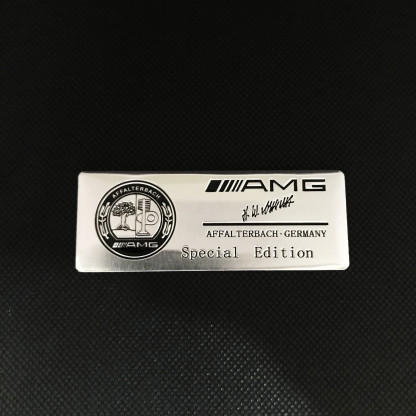 AFFALTERBACH
AMG
AMG
AFFALTERBACH·GERMANY
Special Edition